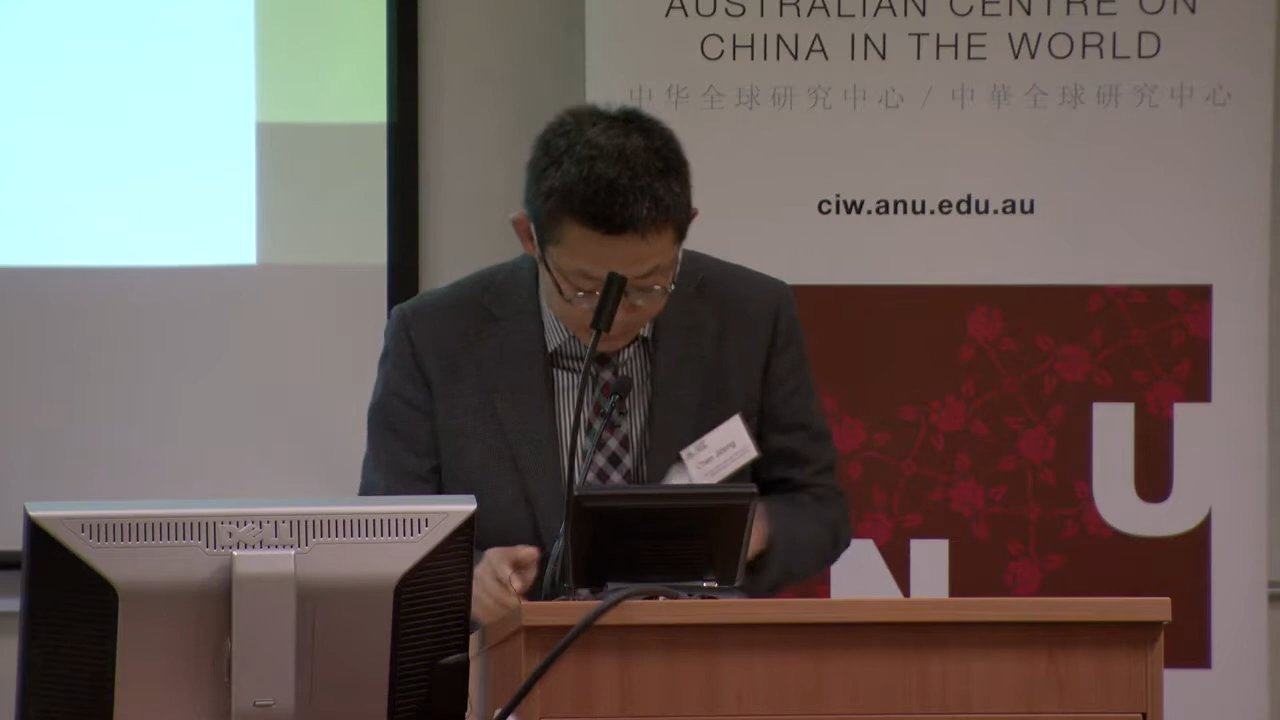 AUSTRALIAN CENTRE ON
CHINA IN THE WORLD
中华全球研究中心 / 中華全球研究中心
ciw.anu.edu.au
U
N
DELL
Chen Jidong